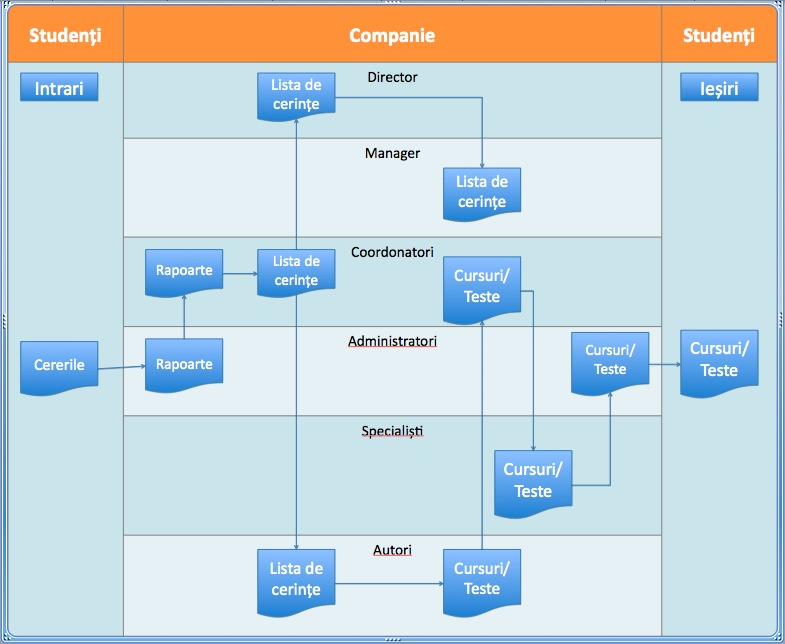 Studenți
Companie
Studenți
Intrari
Director
Ieșiri
Lista de
cerințe
Manager
Lista de
cerințe
Coordonatori
Rapoarte
Lista de
cerințe
Cursuri/
Teste
Administratori
Cererile
Rapoarte
Cursuri/
Teste
Cursuri/
Teste
Specialiști
Cursuri/
Teste
Autori
Lista de
cerințe
Cursuri/
Teste